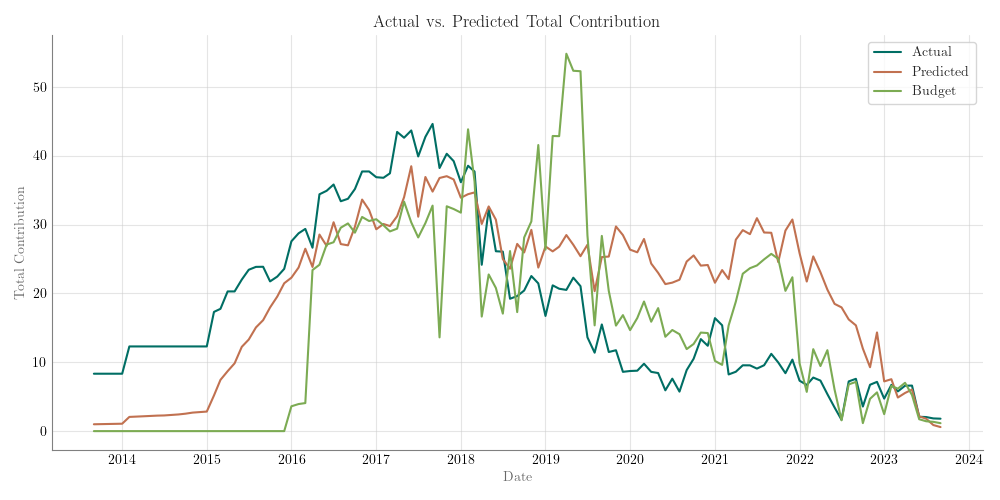 Actual vs. Predicted Total Contribution
Actual
Predicted
Budget
Total Contribution
50
40
30
20
10
0
2014 2015 2016 2017 2018 2019 2020 2021 2022 2023 2024
Date